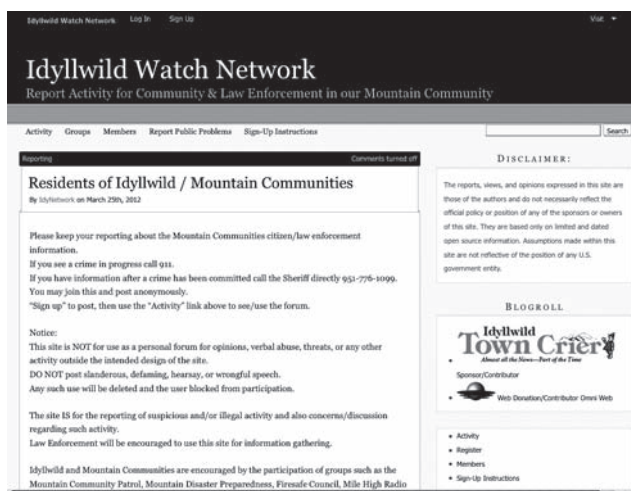 Idyllwild Watch Network Log In Sign Up Visit
Idyllwild Watch Network
Report Activity for Community & Law Enforcement in our Mountain Community
Activity Groups Members Report Public Problems Sign-Up Instructions Search
Reporting Comments turned off
Residents of Idyllwild / Mountain Communities
By IdyNetwork on March 25th, 2012
Please keep your reporting about the Mountain Communities citizen/law enforcement
information.
If you see a crime in progress call 911.
If you have information after a crime has been committed call the Sheriff directly 951-776-1099.
You may join this and post anonymously.
“Sign up” to post, then use the “Activity” link above to see/use the forum.
Notice:
This site is NOT for use as a personal forum for opinions, verbal abuse, threats, or any other
activity outside the intended design of the site.
DO NOT post slanderous, defaming, hearsay, or wrongful speech.
Any such use will be deleted and the user blocked from participation.
The site IS for the reporting of suspicious and/or illegal activity and also concerns/discussion
regarding such activity.
Law Enforcement will be encouraged to use this site for information gathering.
Idyllwild and Mountain Communities are encouraged by the participation of groups such as the
Mountain Community Patrol, Mountain Disaster Preparedness, Firesafe Council, Mile High Radio
DISCLAIMER:
The reports, views, and opinions expressed in this site are
those of the authors and do not necessarily reflect the
official policy or position of any of the sponsors or owners
of this site. They are based only on limited and dated
open source information. Assumptions made within this
site are not reflective of the position of any U.S.
government entity.
BLOGROLL
Idyllwild
Town Crier
Almost all the News—Part of the Time
Sponsor/Contributor
Web Donation/Contributor Omni Web
Activity
Register
Members
Sign-Up Instructions